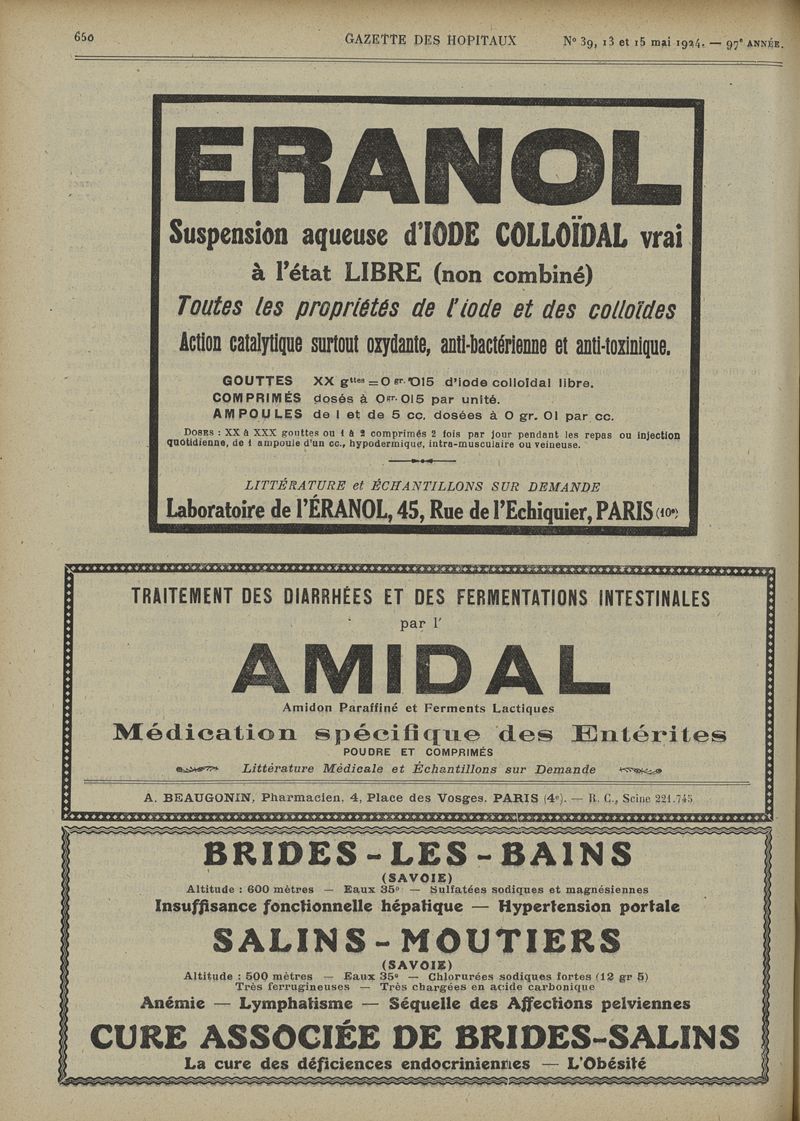 650
GAZETTE DES HOPITAUX
N° 39, 13 et 15 mai 1924. — 97e ANNÉE.
ERANOL
Suspension aqueuse d'IODE COLLOÏDAL vrai
à l'état LIBRE (non combiné)
Toutes les propriétés de l'iode et des colloïdes
Action catalytique surtout oxydante, anti-bactérienne et anti-toxinique.
GOUTTES XX gttes = 0 gr. 015 d'iode colloïdal libre.
COMPRIMÉS dosés à 0gr. 015 par unité.
AMPOULES de 1 et de 5 cc. dosées à 0 gr. 01 par cc.
DOSES : XX à XXX gouttes ou 1 à 2 comprimés 2 fois par jour pendant les repas ou injection
quotidienne, de 1 ampoule d'un cc., hypodermique, intra-musculaire ou veineuse.
LITTÉRATURE et ÉCHANTILLONS SUR DEMANDE
Laboratoire de l'ÉRANOL, 45, Rue de l'Echiquier, PARIS (10e)
TRAITEMENT DES DIARRHÉES ET DES FERMENTATIONS INTESTINALES
par l'
AMIDAL
Amidon Paraffiné et Ferments Lactiques
Médication spécifique des Entérites
POUDRE ET COMPRIMÉS
Littérature Médicale et Échantillons sur Demande
A. BEAUGONIN, Pharmacien, 4, Place des Vosges, PARIS (4e). — R. C., Seine 221.745
BRIDES-LES-BAINS
(SAVOIE)
Altitude : 600 mètres — Eaux 35° — Sulfatées sodiques et magnésiennes
Insuffisance fonctionnelle hépatique — Hypertension portale
SALINS-MOUTIERS
(SAVOIE)
Altitude : 500 mètres — Eaux 35° — Chlorurées sodiques fortes (12 gr 5)
Très ferrugineuses — Très chargées en acide carbonique
Anémie — Lymphatisme — Séquelle des Affections pelviennes
CURE ASSOCIÉE DE BRIDES-SALINS
La cure des déficiences endocriniennes — L'Obésité